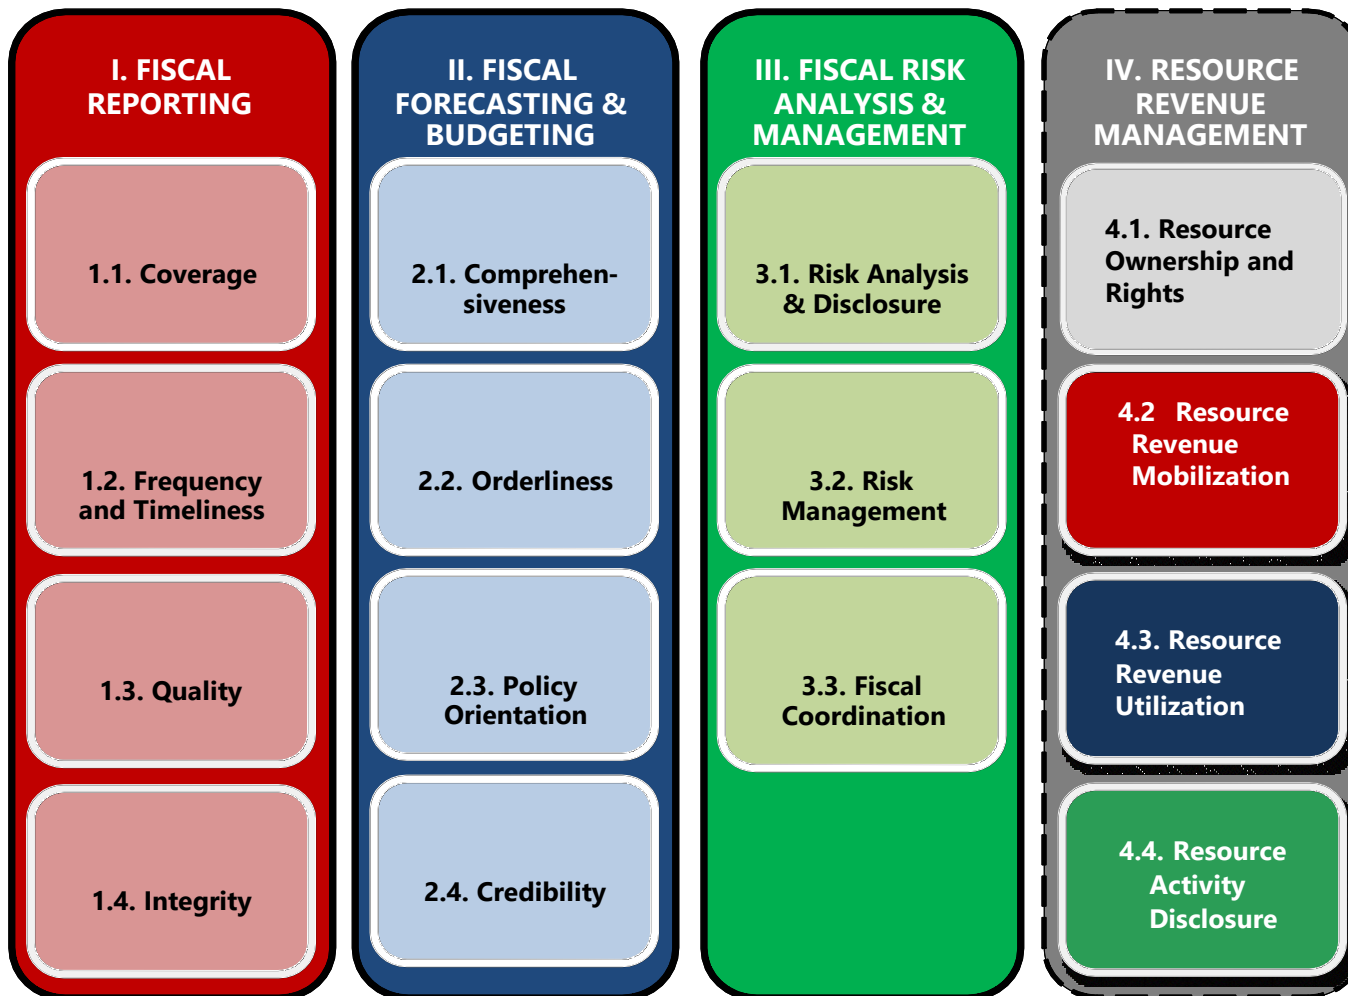 I. FISCAL
REPORTING
1.1. Coverage
1.2. Frequency
and Timeliness
1.3. Quality
1.4. Integrity
II. FISCAL
FORECASTING &
BUDGETING
2.1. Comprehen-
siveness
2.2. Orderliness
2.3. Policy
Orientation
2.4. Credibility
III. FISCAL RISK
ANALYSIS &
MANAGEMENT
3.1. Risk Analysis
& Disclosure
3.2. Risk
Management
3.3. Fiscal
Coordination
IV. RESOURCE
REVENUE
MANAGEMENT
4.1. Resource
Ownership and
Rights
4.2 Resource
Revenue
Mobilization
4.3. Resource
Revenue
Utilization
4.4. Resource
Activity
Disclosure